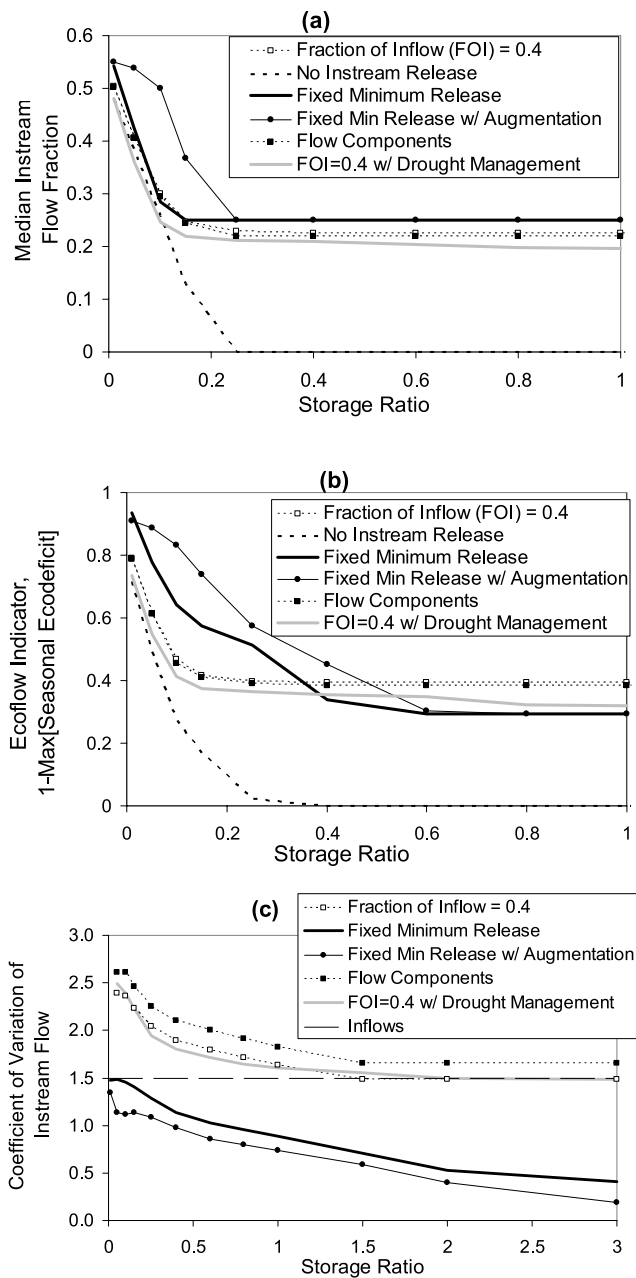 (a)
0.6
0.5
0.4
0.3
0.2
0.1
0
Median Instream
Flow Fraction
Fraction of Inflow (FOI) = 0.4
No Instream Release
Fixed Minimum Release
Fixed Min Release w/ Augmentation
Flow Components
FOI=0.4 w/ Drought Management
0 0.2 0.4 0.6 0.8 1
Storage Ratio
(b)
1
0.8
0.6
0.4
0.2
0
Ecoflow Indicator,
1-Max[Seasonal Ecodeficit]
Fraction of Inflow (FOI) = 0.4
No Instream Release
Fixed Minimum Release
Fixed Min Release w/ Augmentation
Flow Components
FOI=0.4 w/ Drought Management
0 0.2 0.4 0.6 0.8 1
Storage Ratio
(c)
3.0
2.5
2.0
1.5
1.0
0.5
0.0
Coefficient of Variation of
Instream Flow
Fraction of Inflow = 0.4
Fixed Minimum Release
Fixed Min Release w/ Augmentation
Flow Components
FOI=0.4 w/ Drought Management
Inflows
0 0.5 1 1.5 2 2.5 3
Storage Ratio